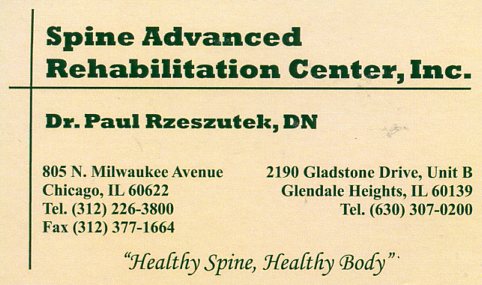 Spine Advanced
Rehabilitation Center, Inc.
Dr. Paul Rzeszutek, DN
805 N. Milwaukee Avenue
Chicago, IL 60622
Tel. (312) 226-3800
Fax (312) 377-1664
2190 Gladstone Drive, Unit B
Glendale Heights, IL 60139
Tel. (630) 307-0200
“Healthy Spine, Healthy Body”